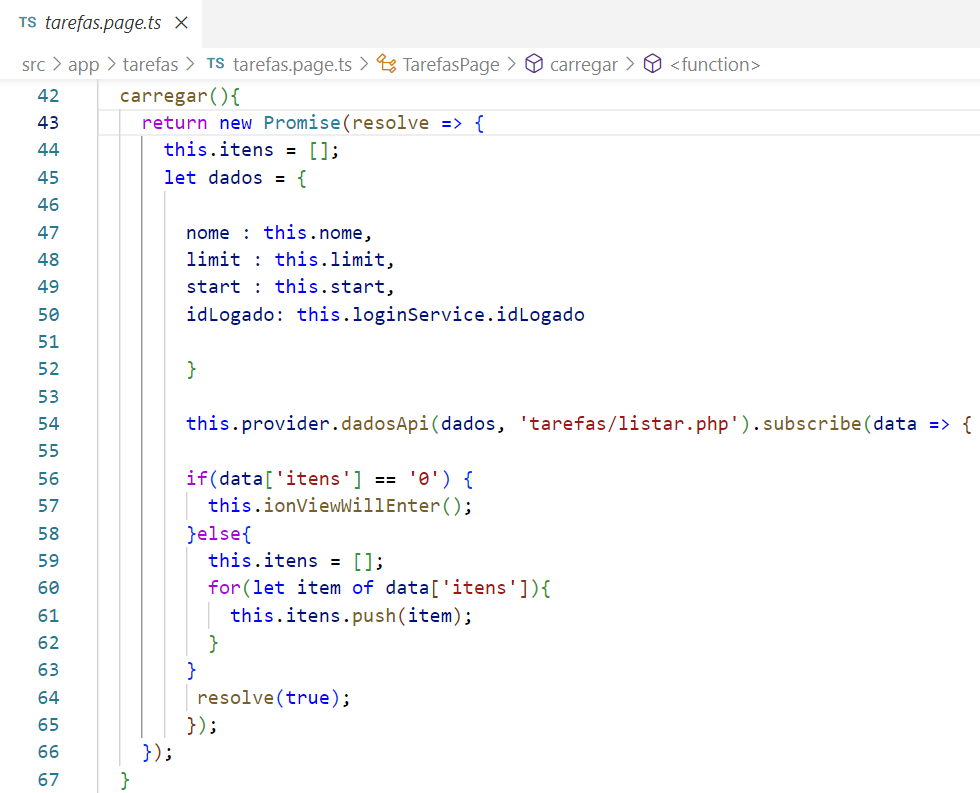 TS tarefas.page.ts ×
src > app > tarefas > TS tarefas.page.ts > TarefasPage > carregar > <function>
42 carregar(){
43 return new Promise(resolve => {
44 this.itens = [];
45 let dados = {
46
47 nome : this.nome,
48 limit : this.limit,
49 start : this.start,
50 idLogado: this.loginService.idLogado
51
52 }
53
54 this.provider.dadosApi(dados, 'tarefas/listar.php').subscribe(data => {
55
56 if(data['itens'] == '0') {
57 this.ionViewWillEnter();
58 }else{
59 this.itens = [];
60 for(let item of data['itens']){
61 this.itens.push(item);
62 }
63 }
64 resolve(true);
65 });
66 });
67 }